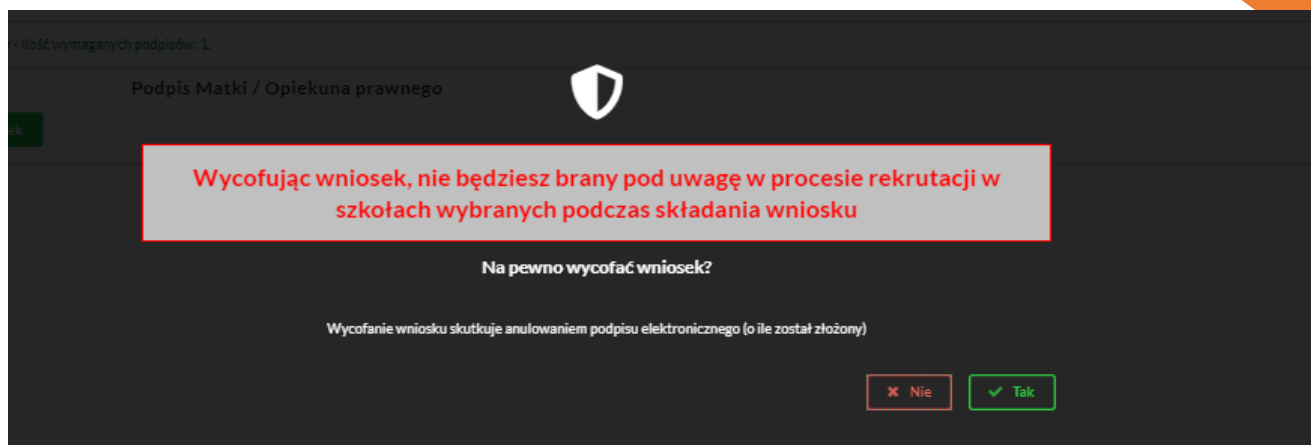 - Ilość wymaganych podpisów: 1.
Podpis Matki / Opiekuna prawnego
ek
Wycofując wniosek, nie będziesz brany pod uwagę w procesie rekrutacji w
szkołach wybranych podczas składania wniosku
Na pewno wycofać wniosek?
Wycofanie wniosku skutkuje anulowaniem podpisu elektronicznego (o ile został złożony)
Nie
Tak